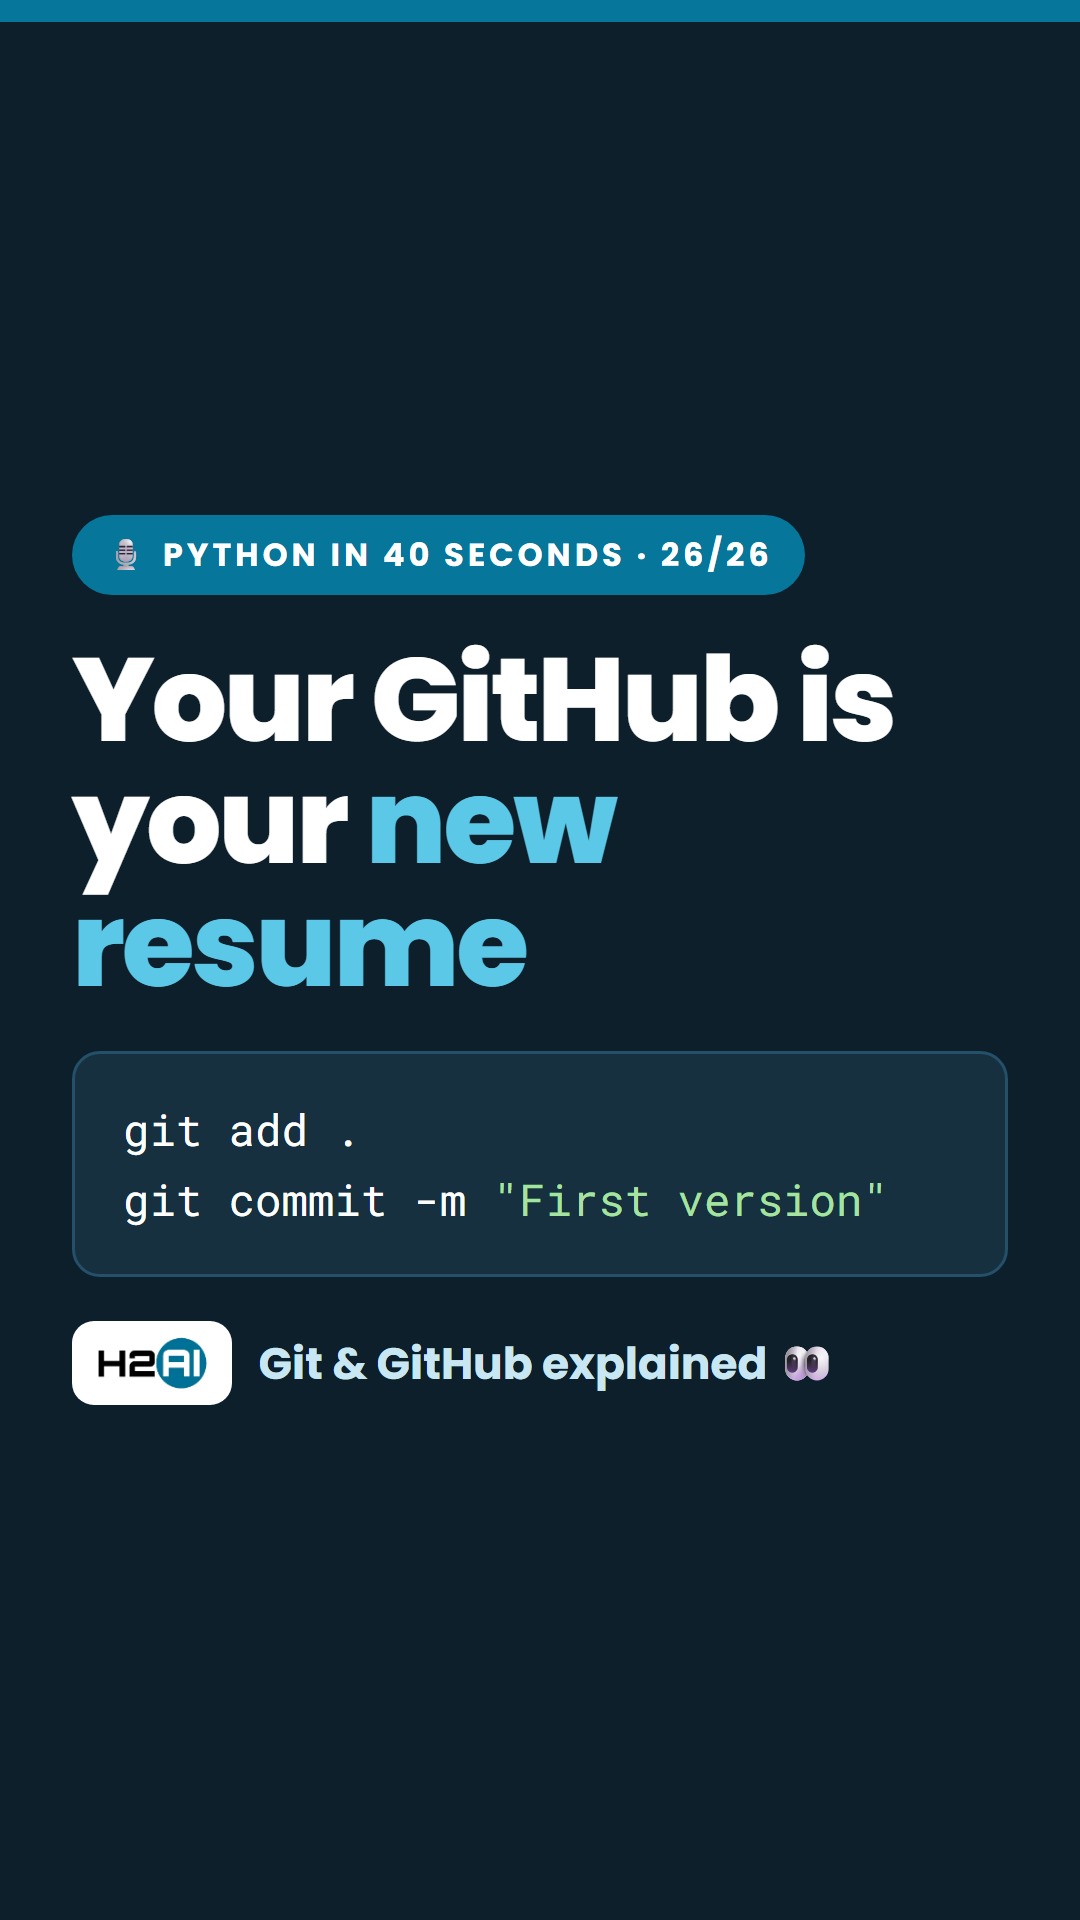 🎙️ PYTHON IN 40 SECONDS · 26/26
Your GitHub is
your new
resume
git add .
git commit -m "First version"
H2AI Git & GitHub explained 👀